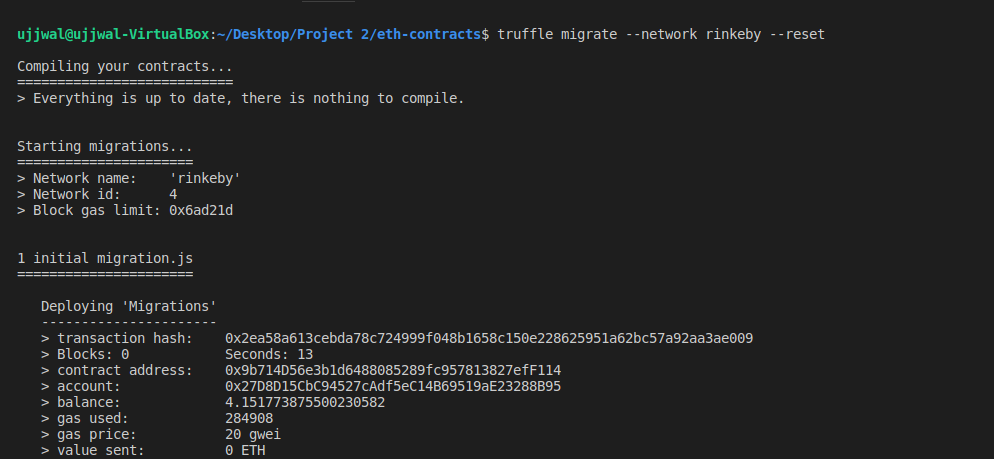 ujjwal@ujjwal-VirtualBox:~/Desktop/Project 2/eth-contracts$ truffle migrate --network rinkeby --reset
Compiling your contracts...
===========================
> Everything is up to date, there is nothing to compile.
Starting migrations...
======================
> Network name:    'rinkeby'
> Network id:      4
> Block gas limit: 0x6ad21d
1 initial migration.js
======================
Deploying 'Migrations'
----------------------
> transaction hash:    0x2ea58a613cebda78c724999f048b1658c150e228625951a62bc57a92aa3ae009
> Blocks: 0            Seconds: 13
> contract address:    0x9b714D56e3b1d6488085289fc957813827efF114
> account:             0x27D8D15CbC94527cAdf5eC14B69519aE23288B95
> balance:             4.151773875500230582
> gas used:            284908
> gas price:           20 gwei
> value sent:          0 ETH